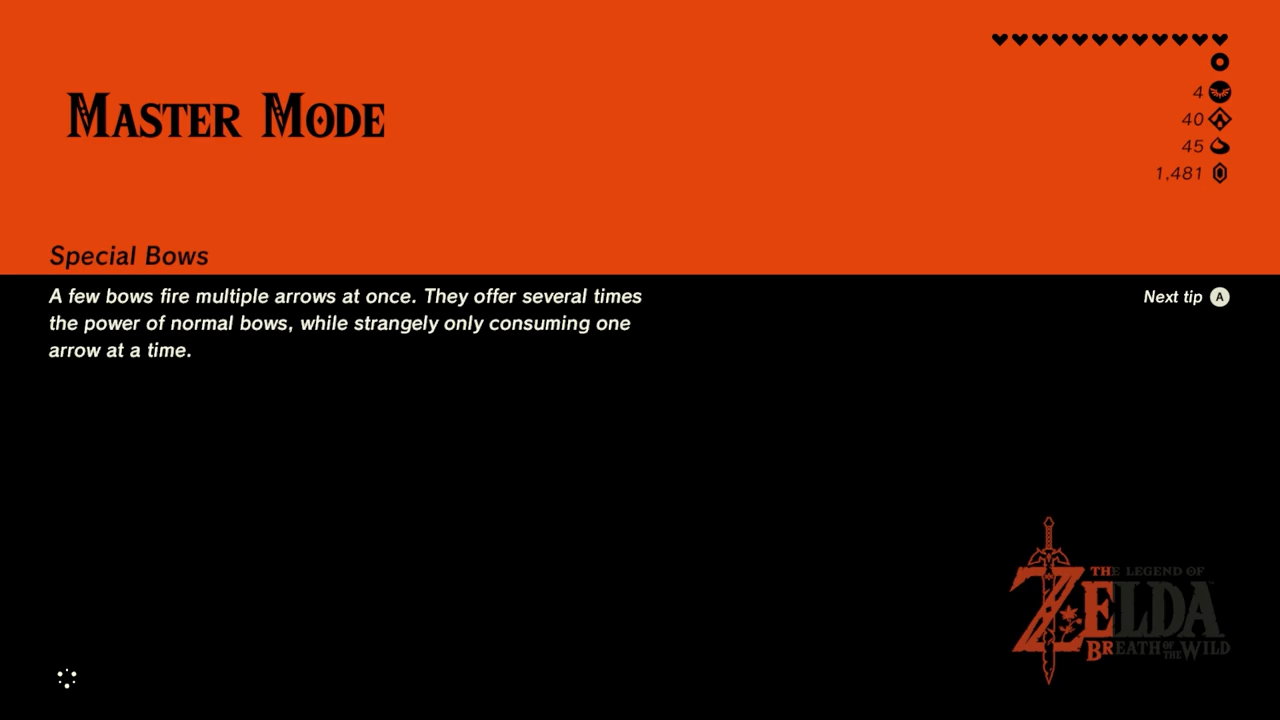 Master Mode
4
40
45
1,481
Special Bows
A few bows fire multiple arrows at once. They offer several times
the power of normal bows, while strangely only consuming one
arrow at a time.
Next tip A
THE LEGEND OF
ZELDA
BREATH OF THE WILD